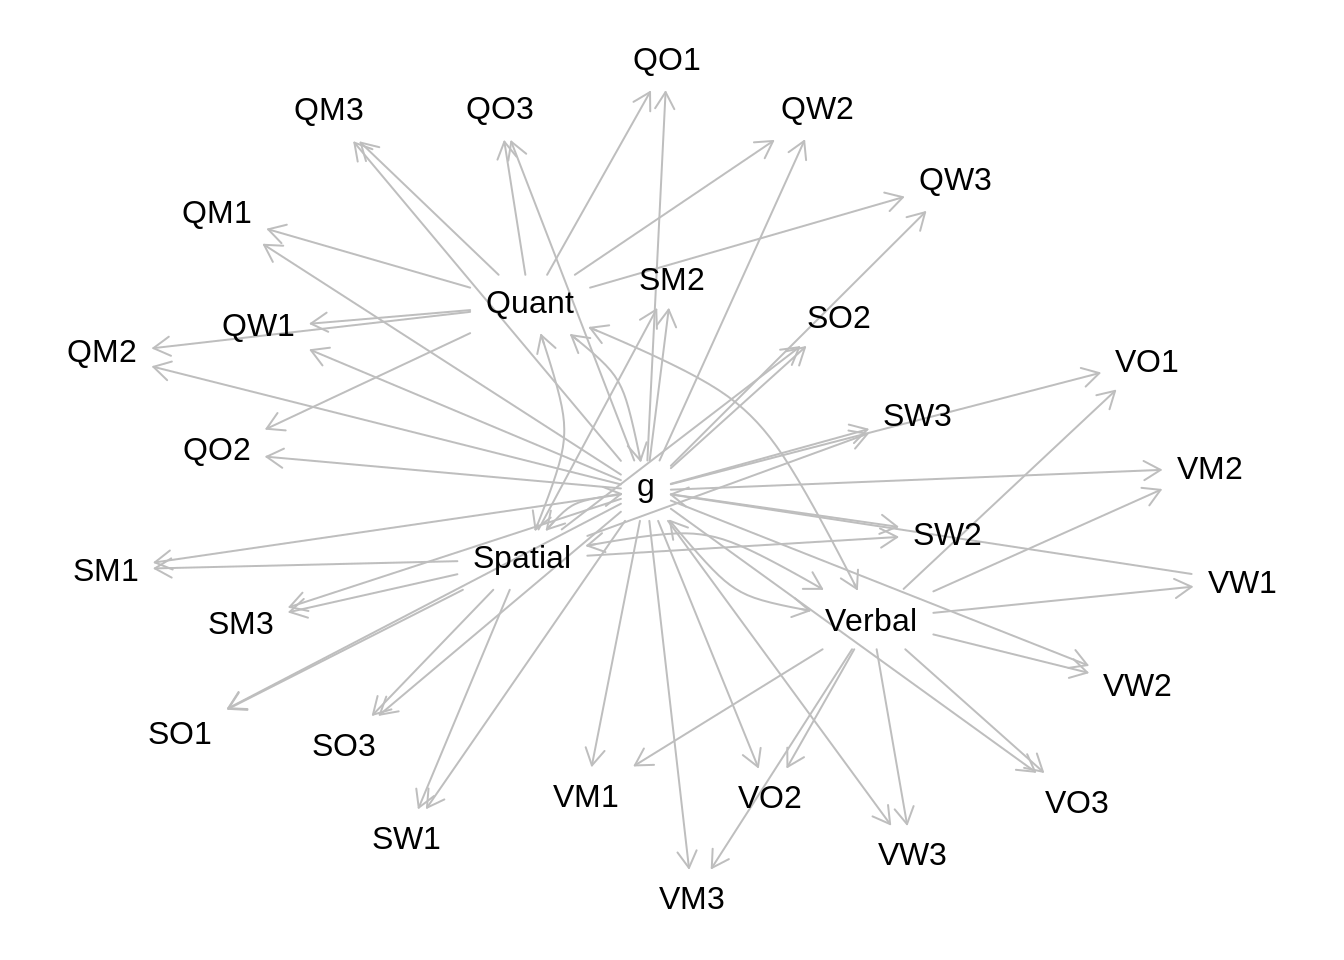 QO1
QM3
QO3
QW2
QW3
QM1
SM2
Quant
SO2
QW1
QM2
VO1
SW3
QO2
VM2
g
SW2
Spatial
SM1
VW1
SM3
Verbal
VW2
SO1
SO3
VM1
VO2
VO3
SW1
VW3
VM3